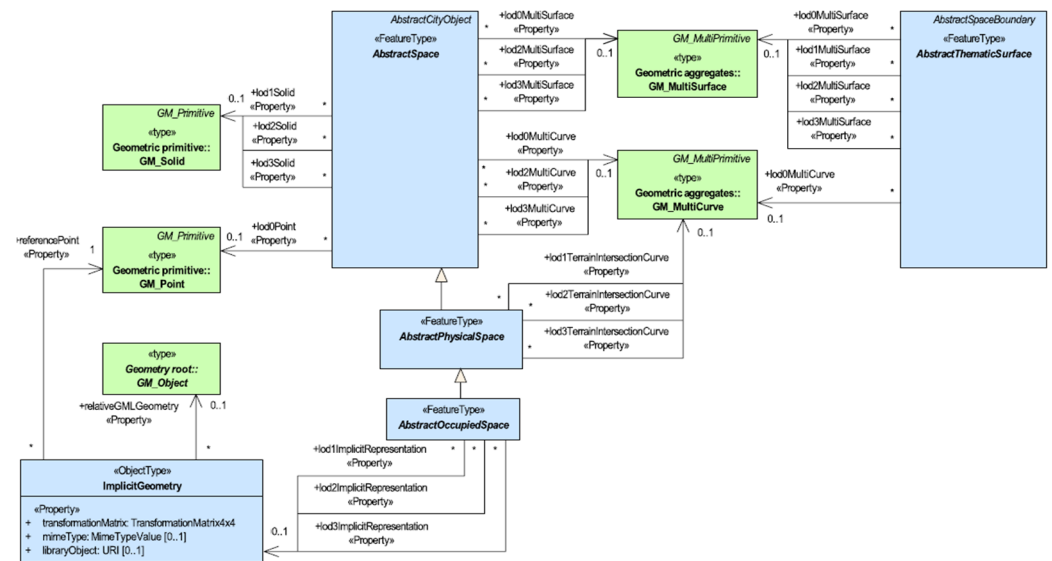 AbstractCityObject
«FeatureType»
AbstractSpace
+lod0MultiSurface
«Property»
*
+lod2MultiSurface
«Property»
*
+lod3MultiSurface
«Property»
*
0..1
GM_MultiPrimitive
«type»
Geometric aggregates::
GM_MultiSurface
0..1
+lod0MultiSurface
«Property»
*
+lod1MultiSurface
«Property»
*
+lod2MultiSurface
«Property»
*
+lod3MultiSurface
«Property»
*
AbstractSpaceBoundary
«FeatureType»
AbstractThematicSurface
GM_Primitive
«type»
Geometric primitive::
GM_Solid
0..1
+lod1Solid
«Property»
*
+lod2Solid
«Property»
*
+lod3Solid
«Property»
*
+lod0MultiCurve
«Property»
*
+lod2MultiCurve
«Property»
*
+lod3MultiCurve
«Property»
*
0..1
GM_MultiPrimitive
«type»
Geometric aggregates::
GM_MultiCurve
+lod0MultiCurve
«Property»
*
0..1
0..1
referencePoint
«Property»
1
GM_Primitive
«type»
Geometric primitive::
GM_Point
0..1
+lod0Point
«Property»
*
+lod1TerrainIntersectionCurve
«Property»
*
+lod2TerrainIntersectionCurve
«Property»
*
+lod3TerrainIntersectionCurve
«Property»
*
«FeatureType»
AbstractPhysicalSpace
«type»
Geometry root::
GM_Object
+relativeGMLGeometry
«Property»
0..1
*
*
«FeatureType»
AbstractOccupiedSpace
+lod1ImplicitRepresentation
«Property»
* * *
+lod2ImplicitRepresentation
«Property»
+lod3ImplicitRepresentation
«Property»
0..1
«ObjectType»
ImplicitGeometry
«Property»
+ transformationMatrix: TransformationMatrix4x4
+ mimeType: MimeTypeValue [0..1]
+ libraryObject: URI [0..1]